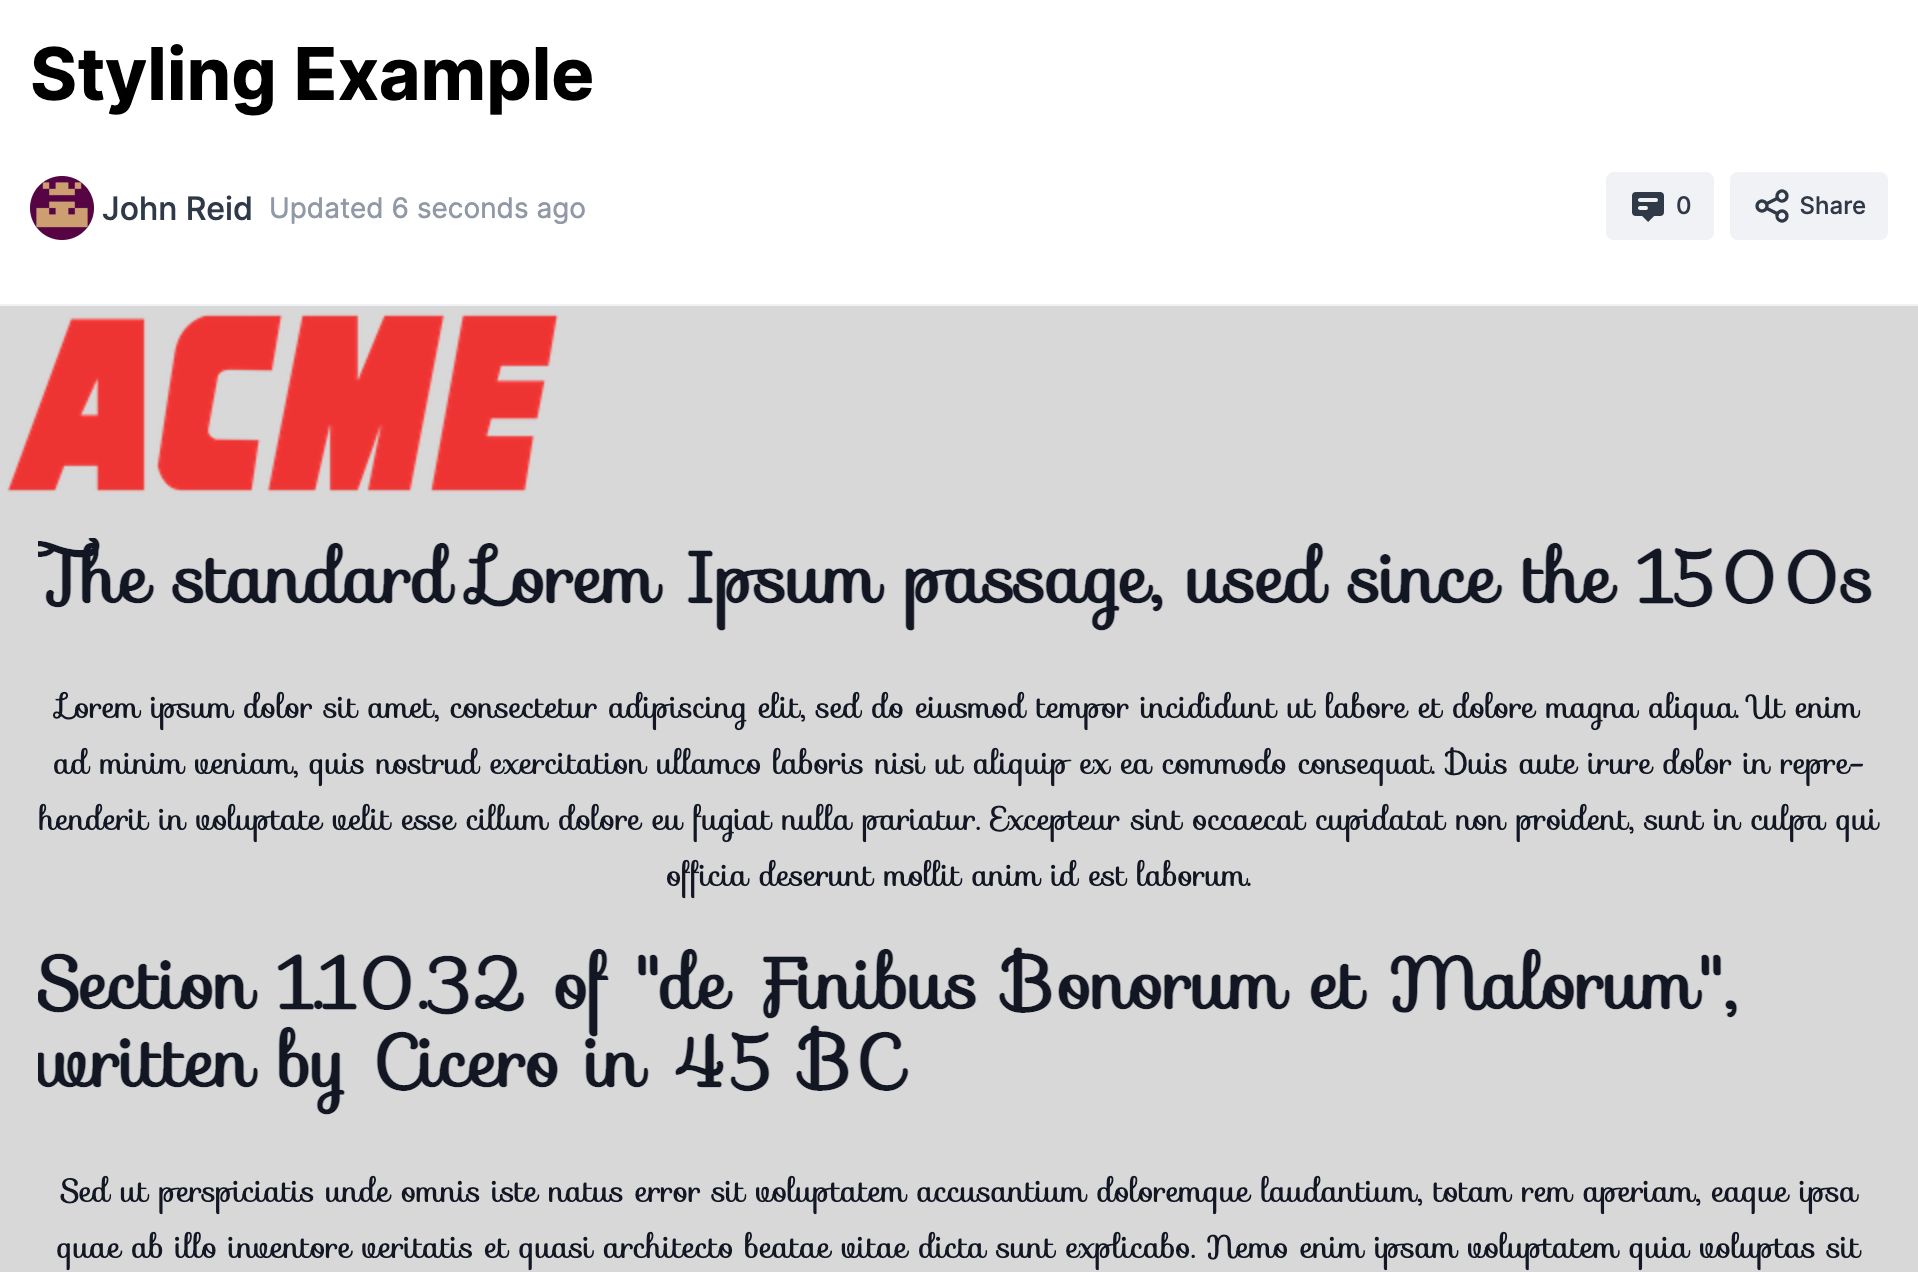 Styling Example
John Reid Updated 6 seconds ago
0 Share
ACME
The standard Lorem Ipsum passage, used since the 1500s
Lorem ipsum dolor sit amet, consectetur adipiscing elit, sed do eiusmod tempor incididunt ut labore et dolore magna aliqua. Ut enim
ad minim veniam, quis nostrud exercitation ullamco laboris nisi ut aliquip ex ea commodo consequat. Duis aute irure dolor in repre-
henderit in voluptate velit esse cillum dolore eu fugiat nulla pariatur. Excepteur sint occaecat cupidatat non proident, sunt in culpa qui
officia deserunt mollit anim id est laborum.
Section 1.10.32 of "de Finibus Bonorum et Malorum",
written by Cicero in 45 BC
Sed ut perspiciatis unde omnis iste natus error sit voluptatem accusantium doloremque laudantium, totam rem aperiam, eaque ipsa
quae ab illo inventore veritatis et quasi architecto beatae vitae dicta sunt explicabo. Nemo enim ipsam voluptatem quia voluptas sit